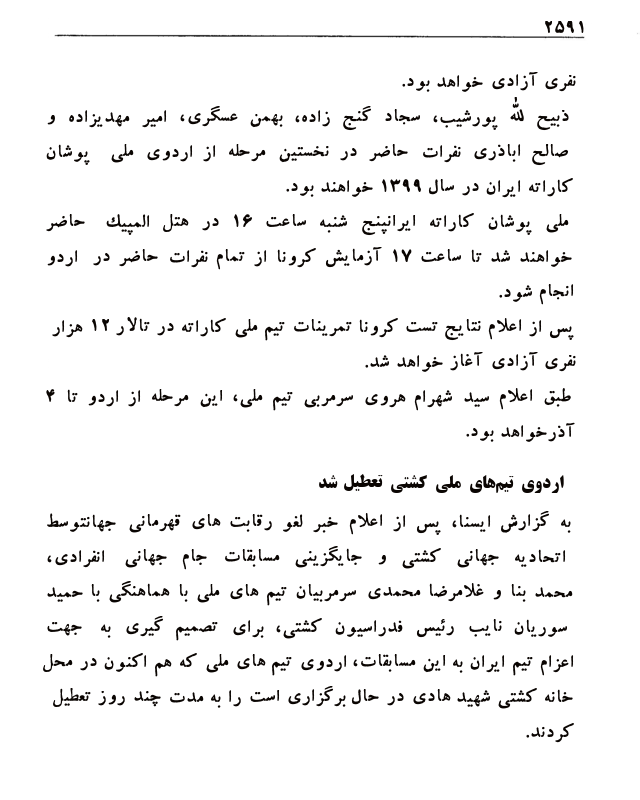 ۲۵۹۱
نفری آزادی خواهد بود.
ذبیح الله پورشیب، سجاد گنج زاده، بهمن عسگری، امیر مهدیزاده و
صالح اباذری نفرات حاضر در نخستین مرحله از اردوی ملی پوشان
کاراته ایران در سال ۱۳۹۹ خواهند بود.
ملی پوشان کاراته ایرانپنج شنبه ساعت ۱۶ در هتل المپیك حاضر
خواهند شد تا ساعت ۱۷ آزمایش کرونا از تمام نفرات حاضر در اردو
انجام شود.
پس از اعلام نتایج تست کرونا تمرینات تیم ملی کاراته در تالار ۱۲ هزار
نفری آزادی آغاز خواهد شد.
طبق اعلام سید شهرام هروی سرمربی تیم ملی، این مرحله از اردو تا ۴
آذرخواهد بود.
اردوی تیم‌های ملی کشتی تعطیل شد
به گزارش ایسنا، پس از اعلام خبر لغو رقابت های قهرمانی جهانتوسط
اتحادیه جهانی کشتی و جایگزینی مسابقات جام جهانی انفرادی،
محمد بنا و غلامرضا محمدی سرمربیان تیم های ملی با هماهنگی با حمید
سوریان نایب رئیس فدراسیون کشتی، برای تصمیم گیری به جهت
اعزام تیم ایران به این مسابقات، اردوی تیم های ملی که هم اکنون در محل
خانه کشتی شهید هادی در حال برگزاری است را به مدت چند روز تعطیل
کردند.